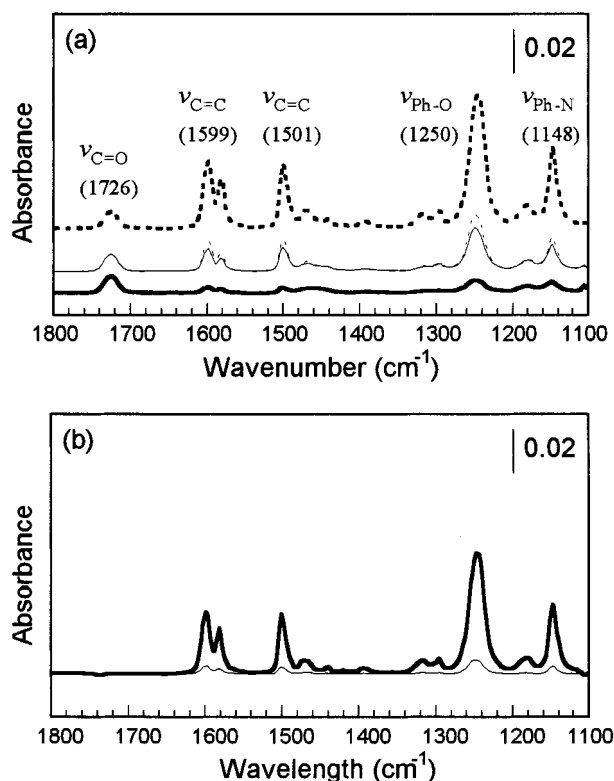 (a)
0.02
νC=C
νC=C
νPh-O
νPh-N
νC=O
(1599)
(1501)
(1250)
(1148)
(1726)
Absorbance
1800 1700 1600 1500 1400 1300 1200 1100
Wavenumber (cm-1)
(b)
0.02
Absorbance
1800 1700 1600 1500 1400 1300 1200 1100
Wavelength (cm-1)